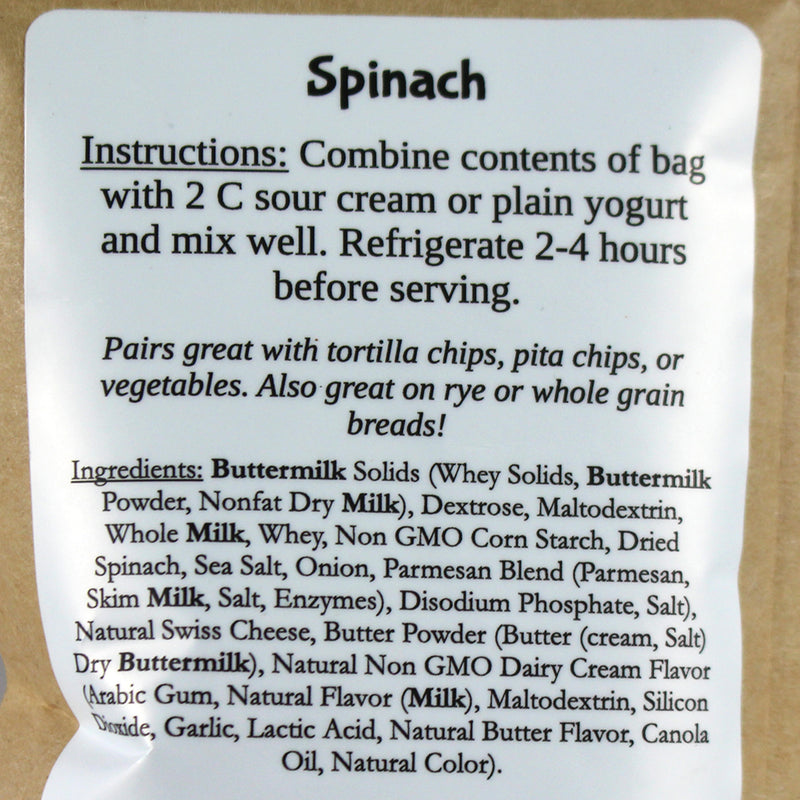 Spinach
Instructions: Combine contents of bag
with 2 C sour cream or plain yogurt
and mix well. Refrigerate 2-4 hours
before serving.
Pairs great with tortilla chips, pita chips, or
vegetables. Also great on rye or whole grain
breads!
Ingredients: Buttermilk Solids (Whey Solids, Buttermilk
Powder, Nonfat Dry Milk), Dextrose, Maltodextrin,
Whole Milk, Whey, Non GMO Corn Starch, Dried
Spinach, Sea Salt, Onion, Parmesan Blend (Parmesan,
Skim Milk, Salt, Enzymes), Disodium Phosphate, Salt),
Natural Swiss Cheese, Butter Powder (Butter (cream, Salt)
Dry Buttermilk), Natural Non GMO Dairy Cream Flavor
(Arabic Gum, Natural Flavor (Milk), Maltodextrin, Silicon
Dioxide, Garlic, Lactic Acid, Natural Butter Flavor, Canola
Oil, Natural Color).